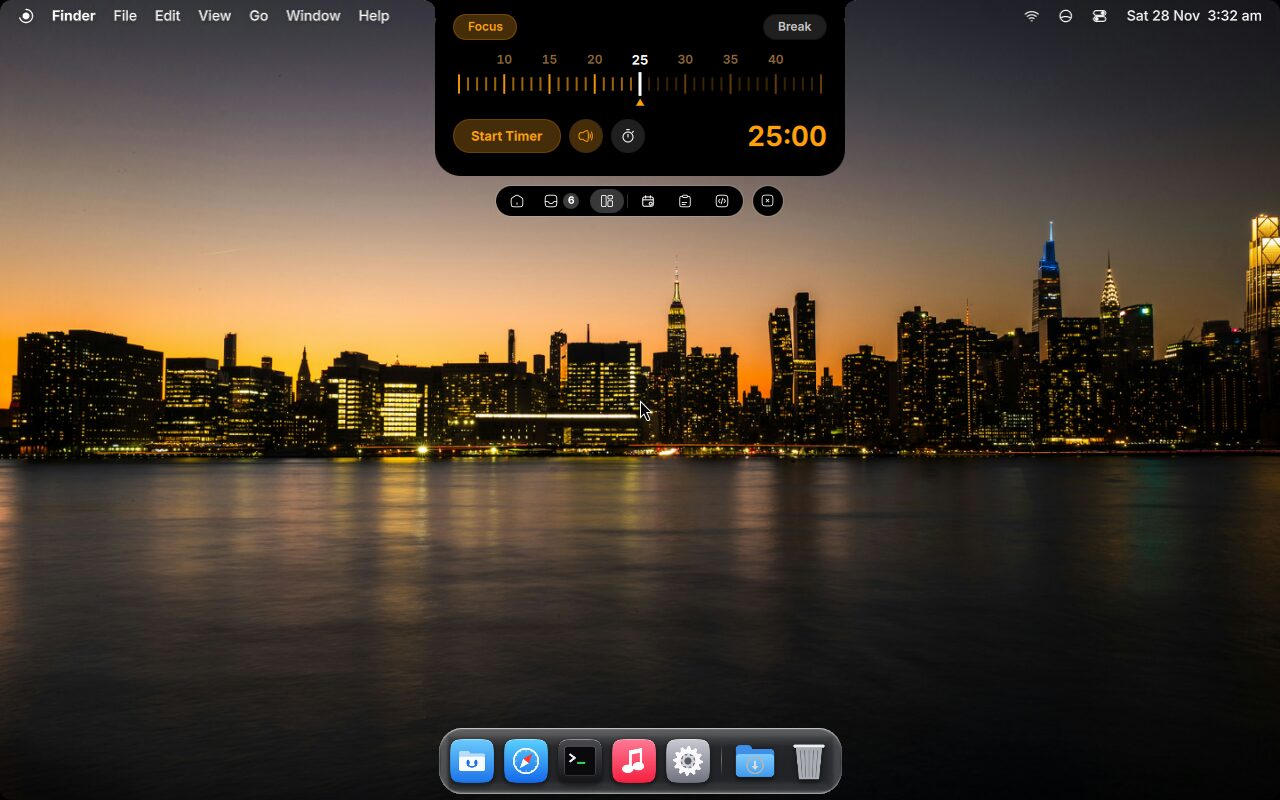 Finder File Edit View Go Window Help
Sat 28 Nov 3:32 am
Focus
Break
10 15 20 25 30 35 40
Start Timer
25:00
6